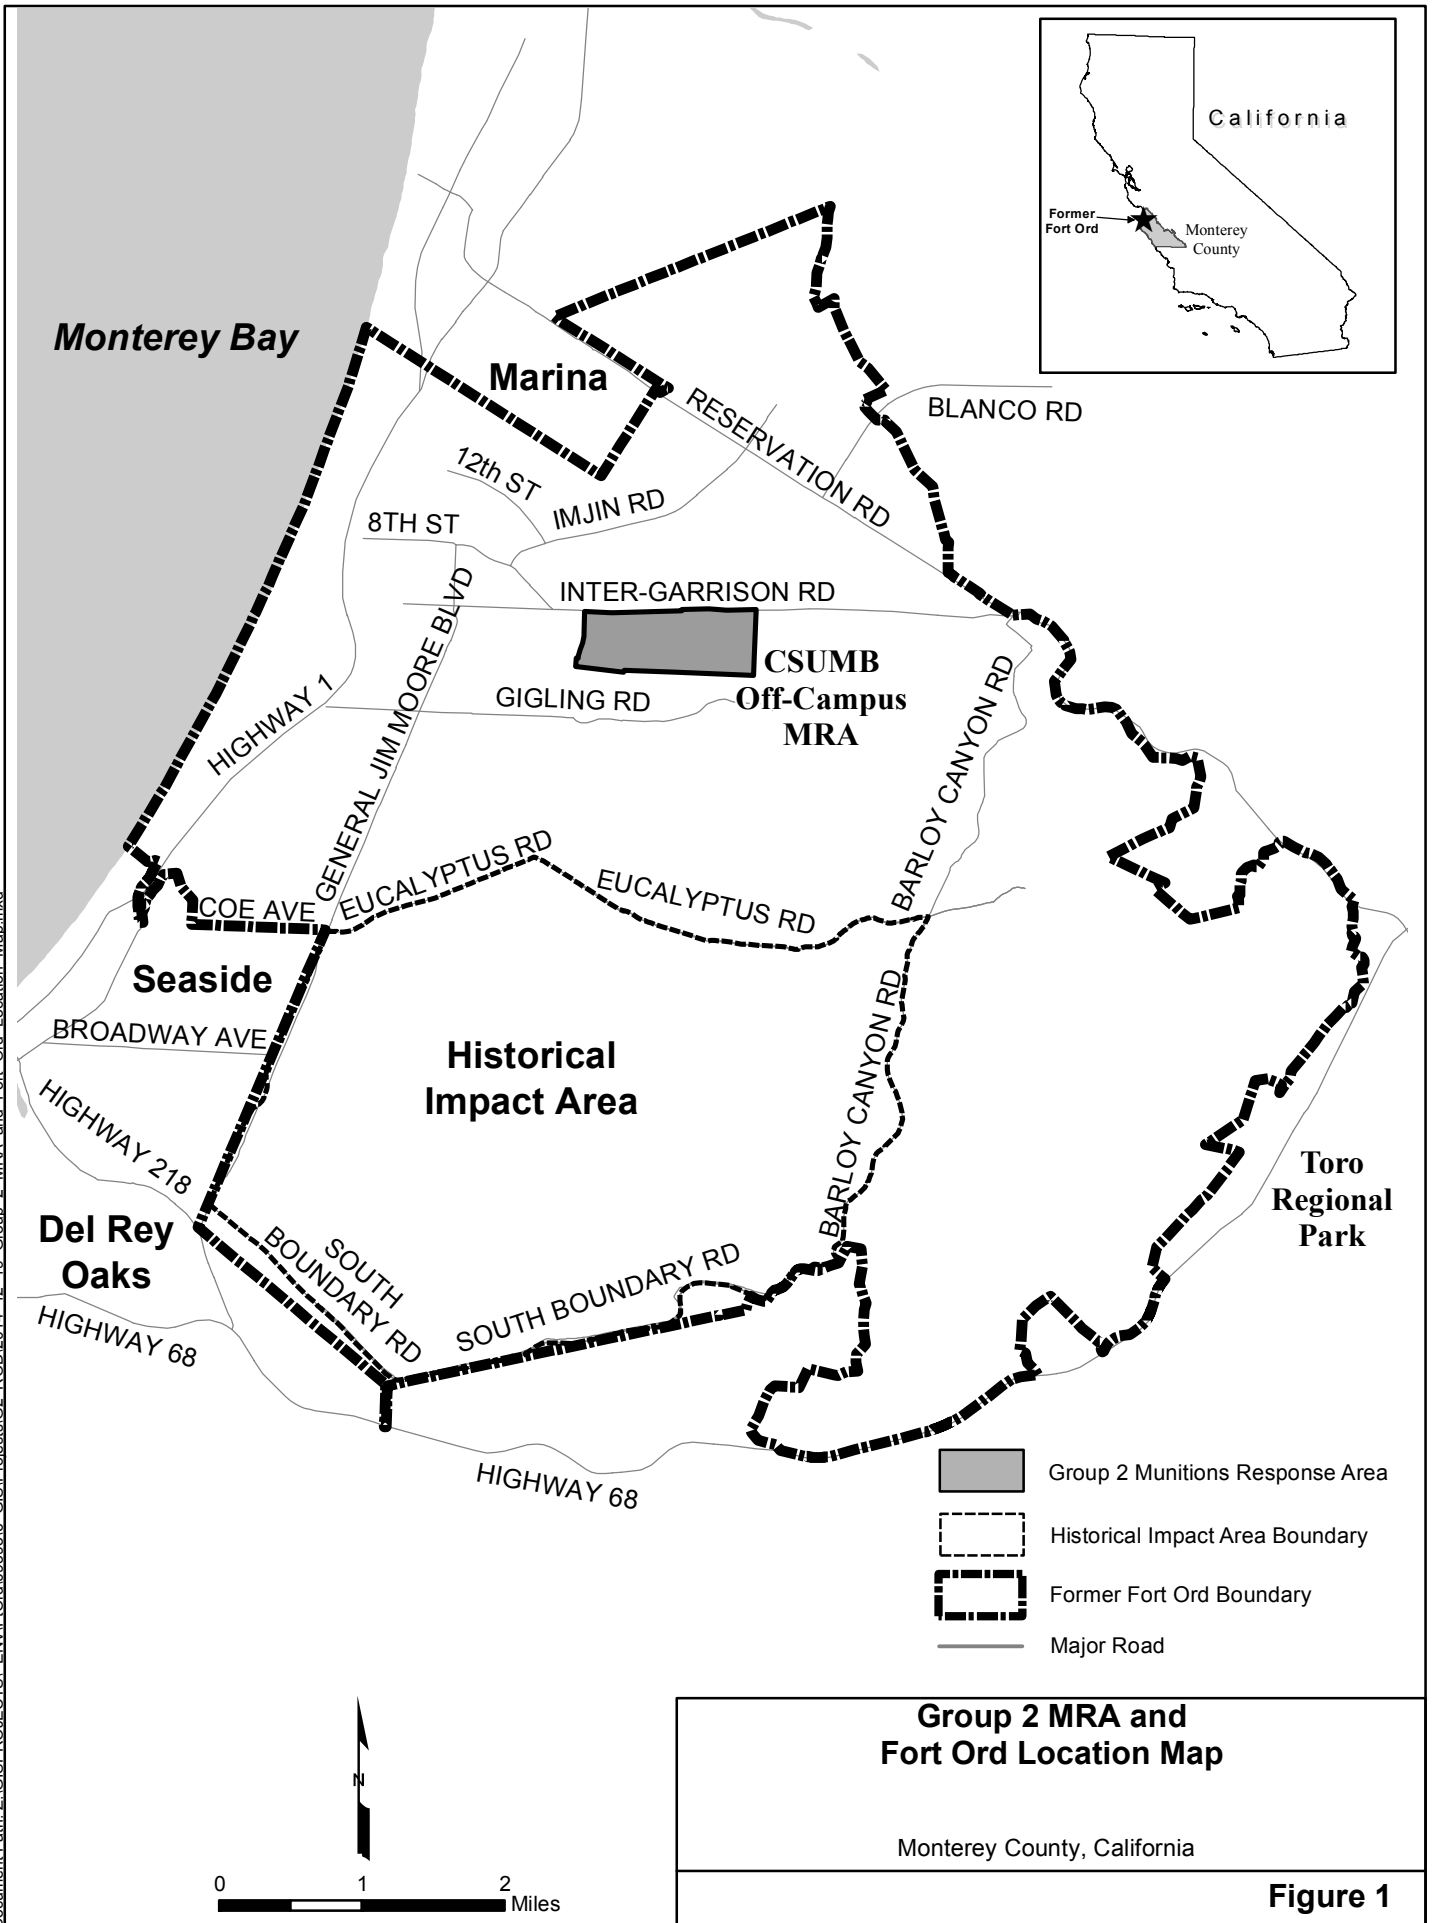 California
Former
Fort Ord
Monterey
County
Monterey Bay
Marina
RESERVATION RD
BLANCO RD
12th ST
IMJIN RD
8TH ST
INTER-GARRISON RD
GENERAL JIM MOORE BLVD
CSUMB
Off-Campus
MRA
GIGLING RD
HIGHWAY 1
BARLOY CANYON RD
EUCALYPTUS RD
EUCALYPTUS RD
COE AVE
Seaside
BROADWAY AVE
Historical
Impact Area
BARLOY CANYON RD
HIGHWAY 218
Toro
Regional
Park
Del Rey
Oaks
SOUTH
BOUNDARY RD
SOUTH BOUNDARY RD
HIGHWAY 68
HIGHWAY 68
Group 2 Munitions Response Area
Historical Impact Area Boundary
Former Fort Ord Boundary
Major Road
N
0 1 2
Miles
Group 2 MRA and
Fort Ord Location Map
Monterey County, California
Figure 1